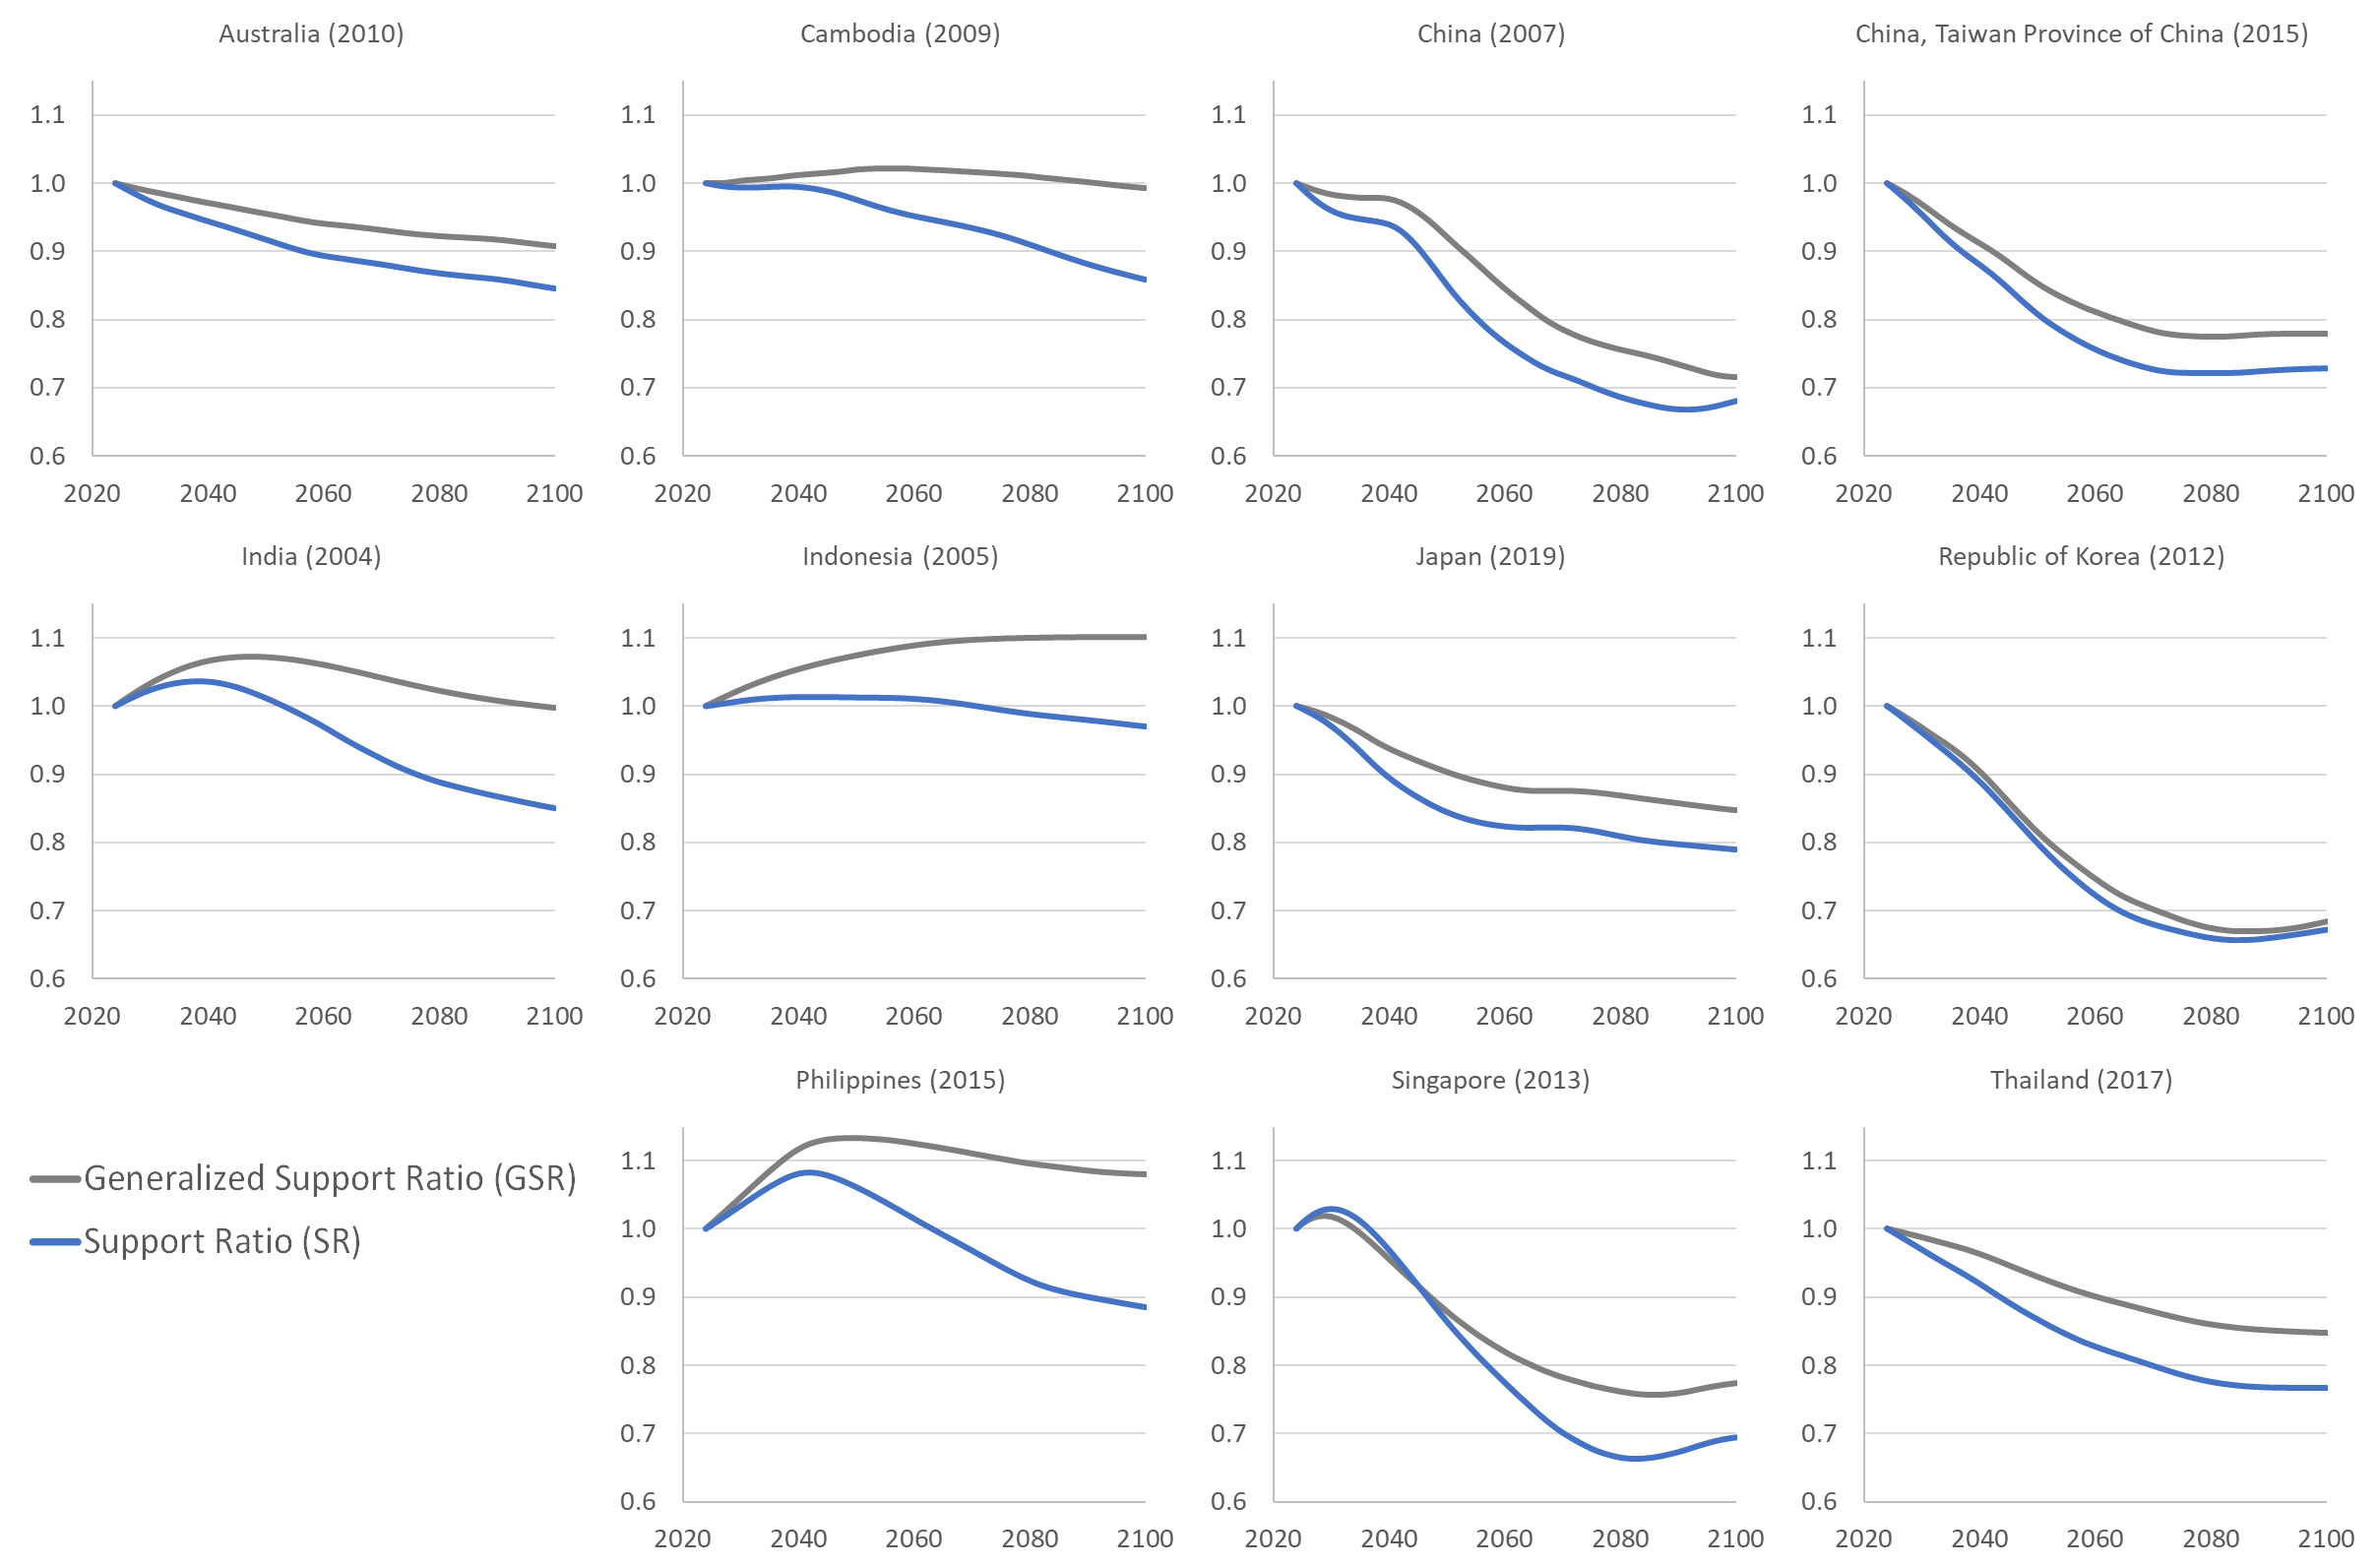 Australia (2010)
Cambodia (2009)
China (2007)
China, Taiwan Province of China (2015)
1.1
1.0
0.9
0.8
0.7
0.6
2020 2040 2060 2080 2100
1.1
1.0
0.9
0.8
0.7
0.6
2020 2040 2060 2080 2100
1.1
1.0
0.9
0.8
0.7
0.6
2020 2040 2060 2080 2100
1.1
1.0
0.9
0.8
0.7
0.6
2020 2040 2060 2080 2100
India (2004)
Indonesia (2005)
Japan (2019)
Republic of Korea (2012)
1.1
1.0
0.9
0.8
0.7
0.6
2020 2040 2060 2080 2100
1.1
1.0
0.9
0.8
0.7
0.6
2020 2040 2060 2080 2100
1.1
1.0
0.9
0.8
0.7
0.6
2020 2040 2060 2080 2100
1.1
1.0
0.9
0.8
0.7
0.6
2020 2040 2060 2080 2100
Philippines (2015)
Singapore (2013)
Thailand (2017)
Generalized Support Ratio (GSR)
Support Ratio (SR)
1.1
1.0
0.9
0.8
0.7
0.6
2020 2040 2060 2080 2100
1.1
1.0
0.9
0.8
0.7
0.6
2020 2040 2060 2080 2100
1.1
1.0
0.9
0.8
0.7
0.6
2020 2040 2060 2080 2100